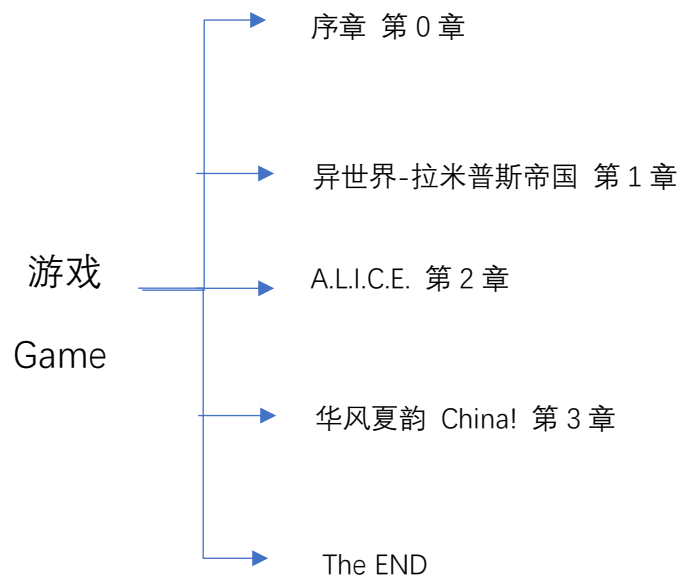 序章 第0章
异世界-拉米普斯帝国 第1章
游戏
Game
A.L.I.C.E. 第2章
华风夏韵 China! 第3章
The END